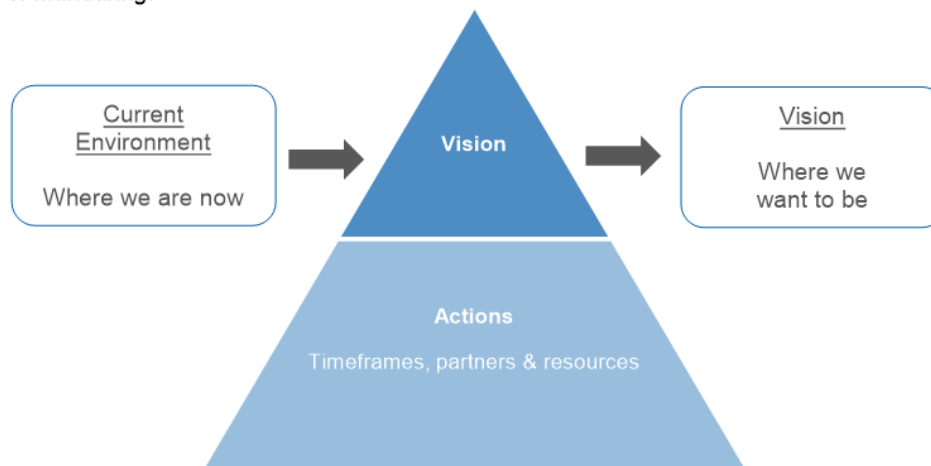 Current
Environment
Where we are now
Vision
Vision
Where we
want to be
Actions
Timeframes, partners & resources